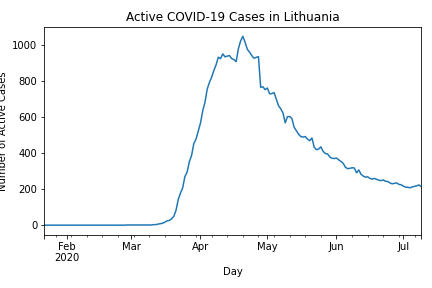 Active COVID-19 Cases in Lithuania
Number of Active Cases
1000
800
600
400
200
0
Feb
2020
Mar
Apr
May
Jun
Jul
Day